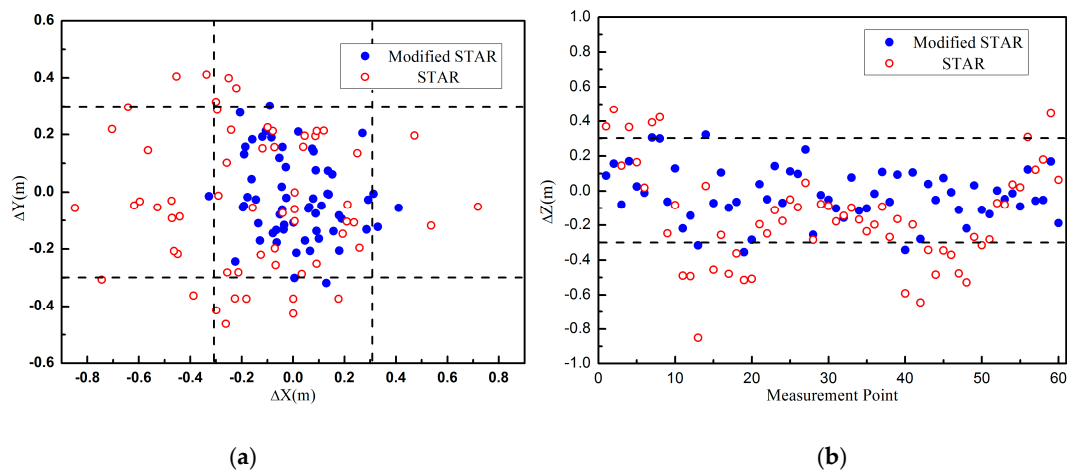 0.6
0.4
0.2
0.0
-0.2
-0.4
-0.6
ΔY(m)
Modified STAR
STAR
-0.8 -0.6 -0.4 -0.2 0.0 0.2 0.4 0.6 0.8
ΔX(m)
(a)
1.0
0.8
0.6
0.4
0.2
0.0
-0.2
-0.4
-0.6
-0.8
-1.0
ΔZ(m)
Modified STAR
STAR
0 10 20 30 40 50 60
Measurement Point
(b)